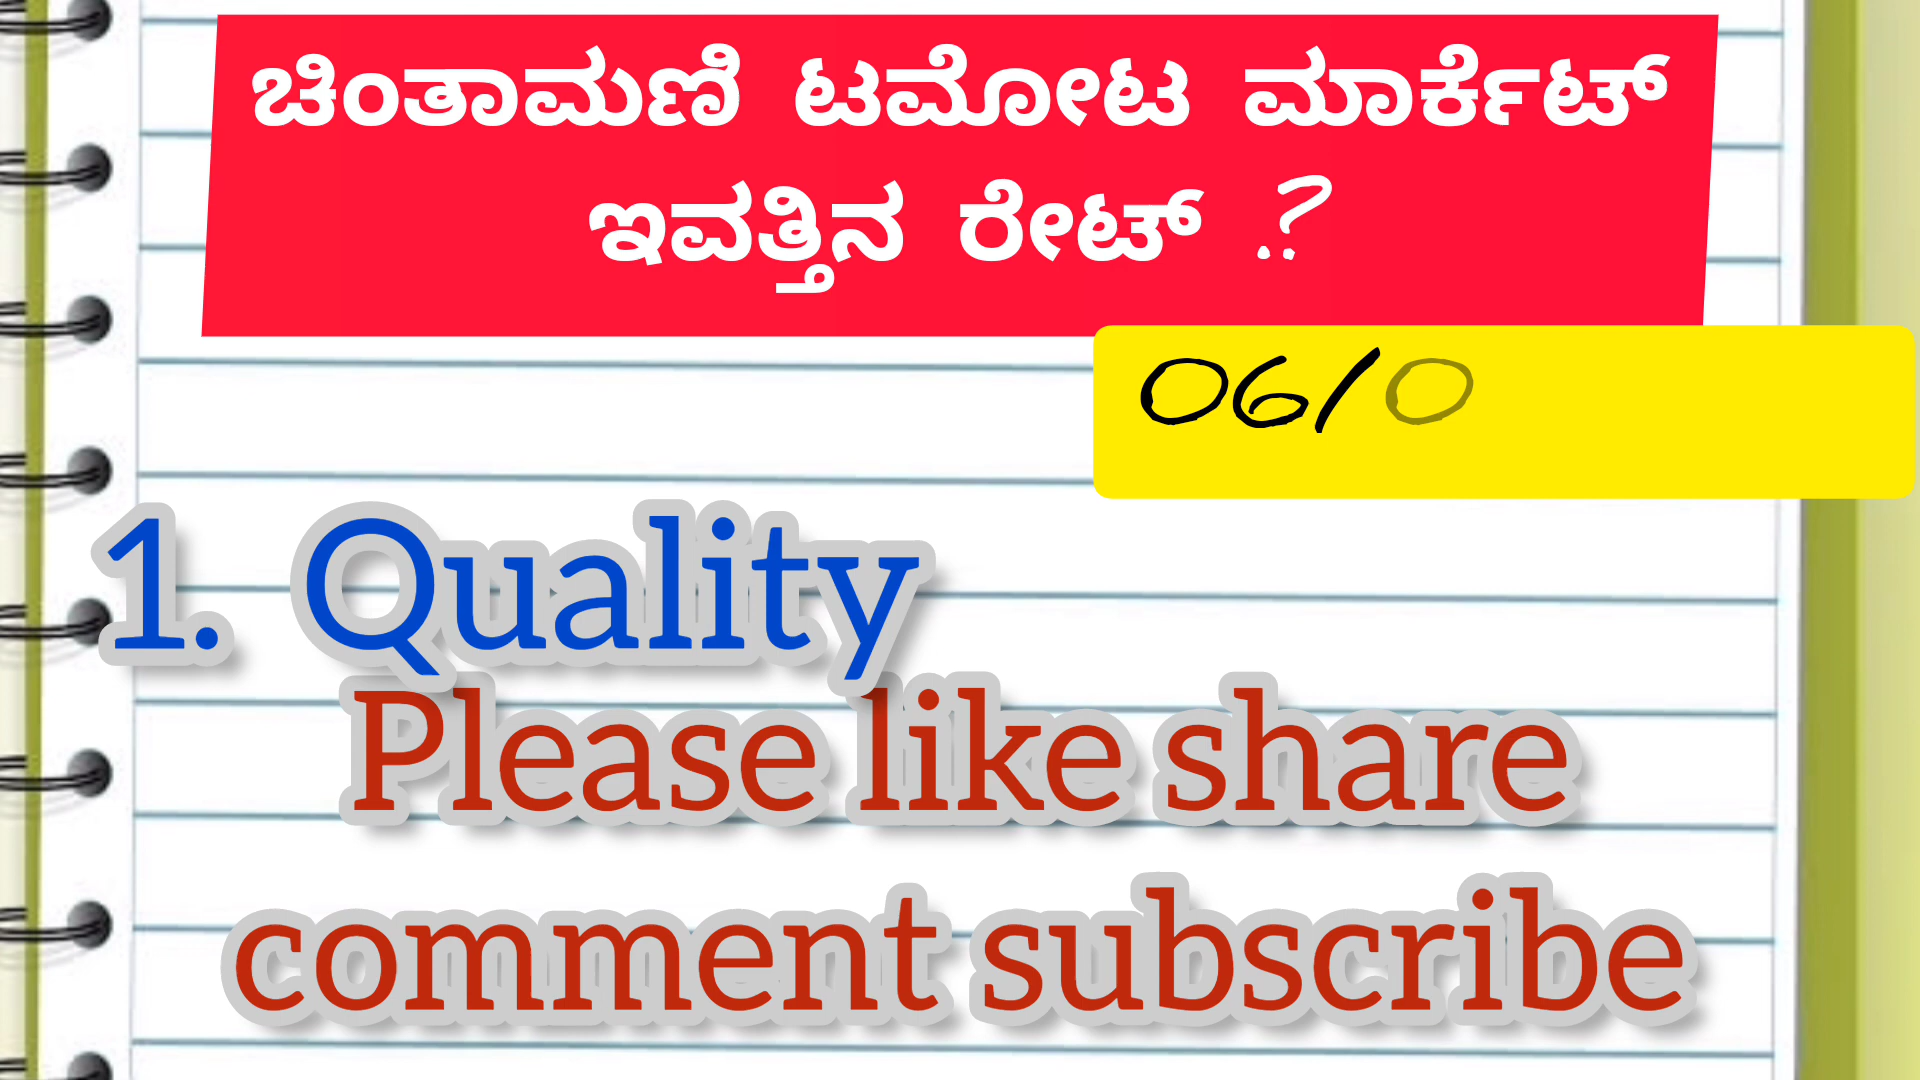 ಚಿಂತಾಮಣಿ ಟಮೋಟ ಮಾರ್ಕೆಟ್
ಇವತ್ತಿನ ರೇಟ್ .?
06/0
1. Quality
Please like share
comment subscribe